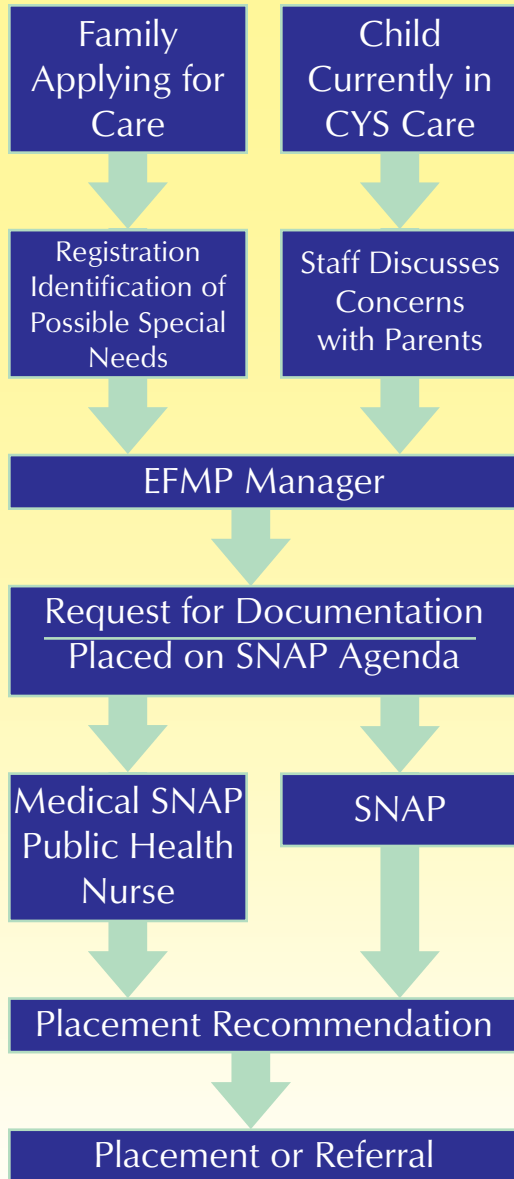 Family
Applying for
Care
Child
Currently in
CYS Care
Registration
Identification of
Possible Special
Needs
Staff Discusses
Concerns
with Parents
EFMP Manager
Request for Documentation
Placed on SNAP Agenda
Medical SNAP
Public Health
Nurse
SNAP
Placement Recommendation
Placement or Referral